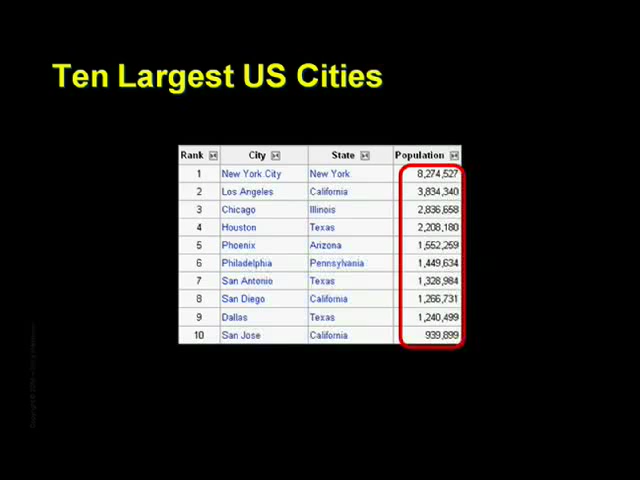 Ten Largest US Cities
Rank City State Population
1 New York City New York 8,274,527
2 Los Angeles California 3,834,340
3 Chicago Illinois 2,836,658
4 Houston Texas 2,208,180
5 Phoenix Arizona 1,552,259
6 Philadelphia Pennsylvania 1,449,634
7 San Antonio Texas 1,328,984
8 San Diego California 1,266,731
9 Dallas Texas 1,240,499
10 San Jose California 939,899